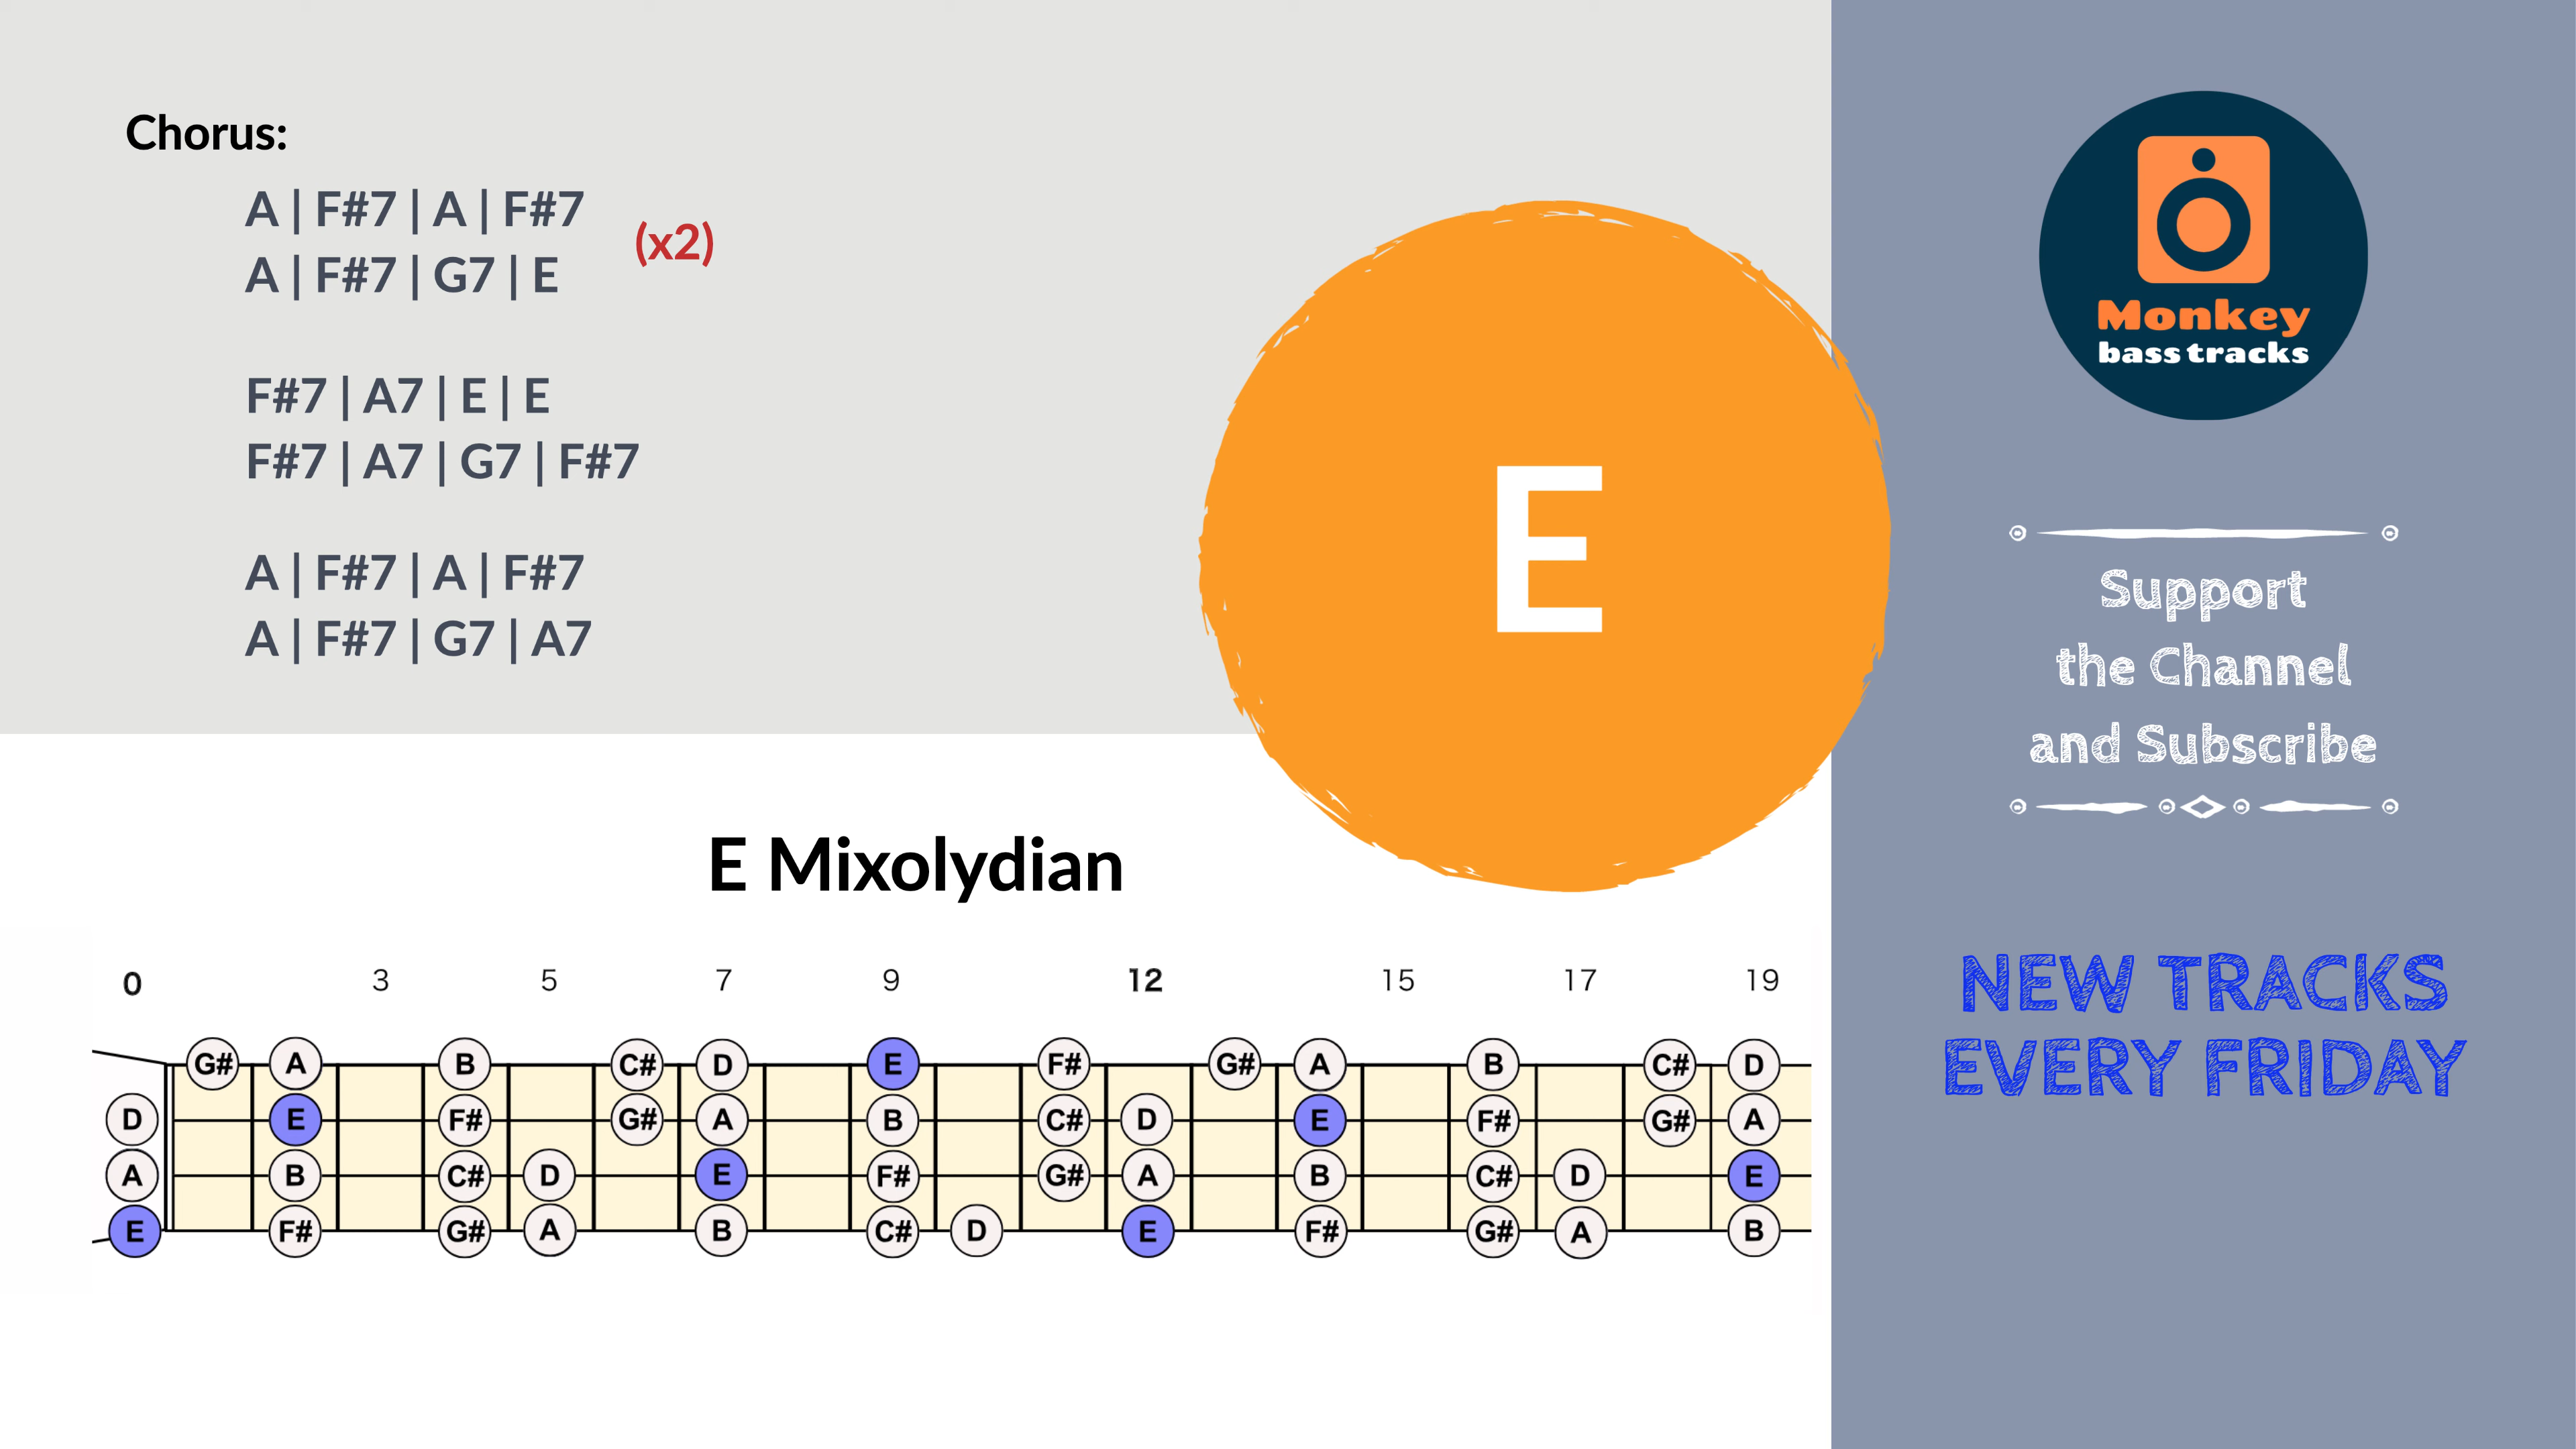 Chorus:
A | F#7 | A | F#7
(x2)
A | F#7 | G7 | E
F#7 | A7 | E | E
F#7 | A7 | G7 | F#7
A | F#7 | A | F#7
A | F#7 | G7 | A7
E
Monkey
bass tracks
Support
the Channel
and Subscribe
NEW TRACKS
EVERY FRIDAY
E Mixolydian
0 3 5 7 9 12 15 17 19
G# A B C# D E F# G# A B C# D
D E F# G# A B C# D E F# G# A
A B C# D E F# G# A B C# D E
E F# G# A B C# D E F# G# A B